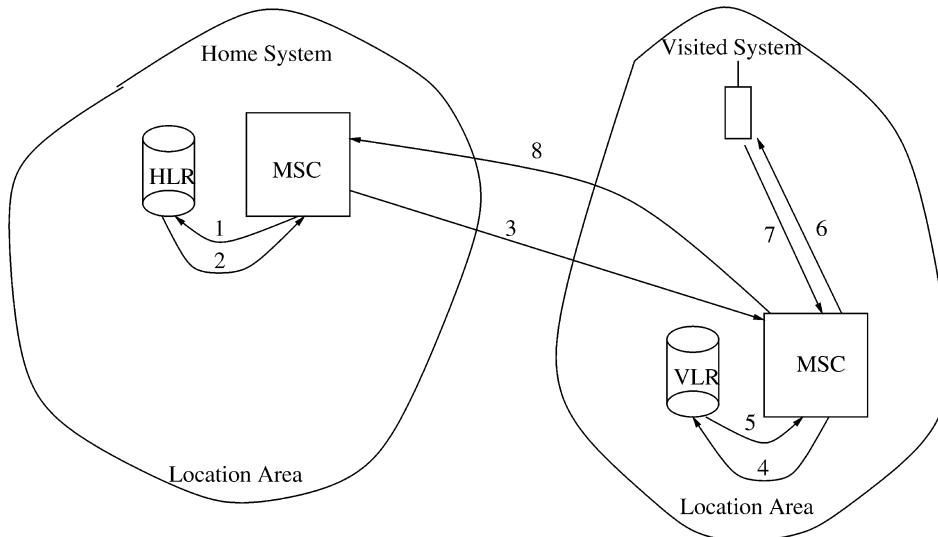 Home System
Visited System
HLR
MSC
8
1
3
7
6
2
VLR
MSC
5
4
Location Area
Location Area